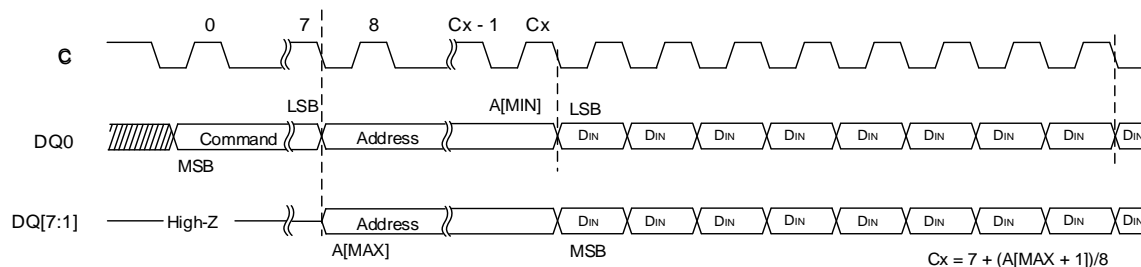 0 7 8 Cx - 1 Cx
C
LSB A[MIN] LSB
DQ0 Command Address DIN DIN DIN DIN DIN DIN DIN DIN DIN
MSB
DQ[7:1] High-Z Address DIN DIN DIN DIN DIN DIN DIN DIN DIN
A[MAX] MSB
Cx = 7 + (A[MAX + 1])/8